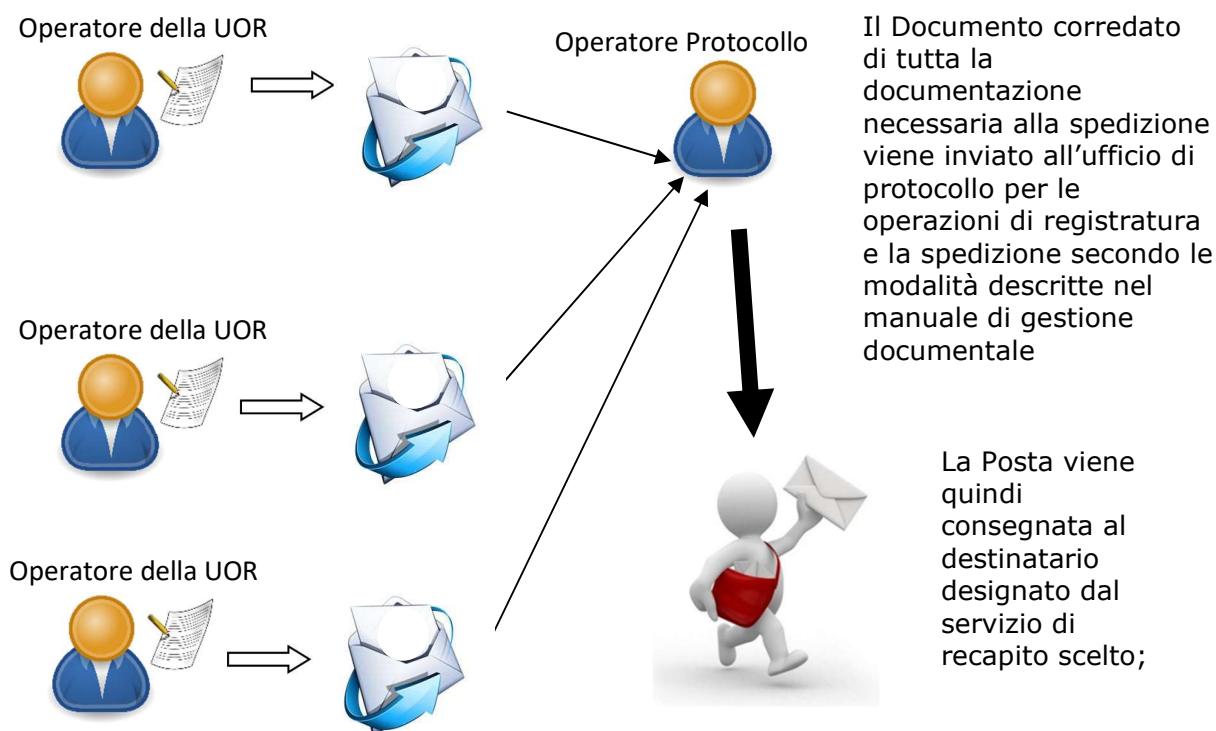 Operatore della UOR
Operatore Protocollo
Il Documento corredato
di tutta la
documentazione
necessaria alla spedizione
viene inviato all’ufficio di
protocollo per le
operazioni di registratura
e la spedizione secondo le
modalità descritte nel
manuale di gestione
documentale
Operatore della UOR
La Posta viene
quindi
consegnata al
destinatario
designato dal
servizio di
recapito scelto;
Operatore della UOR